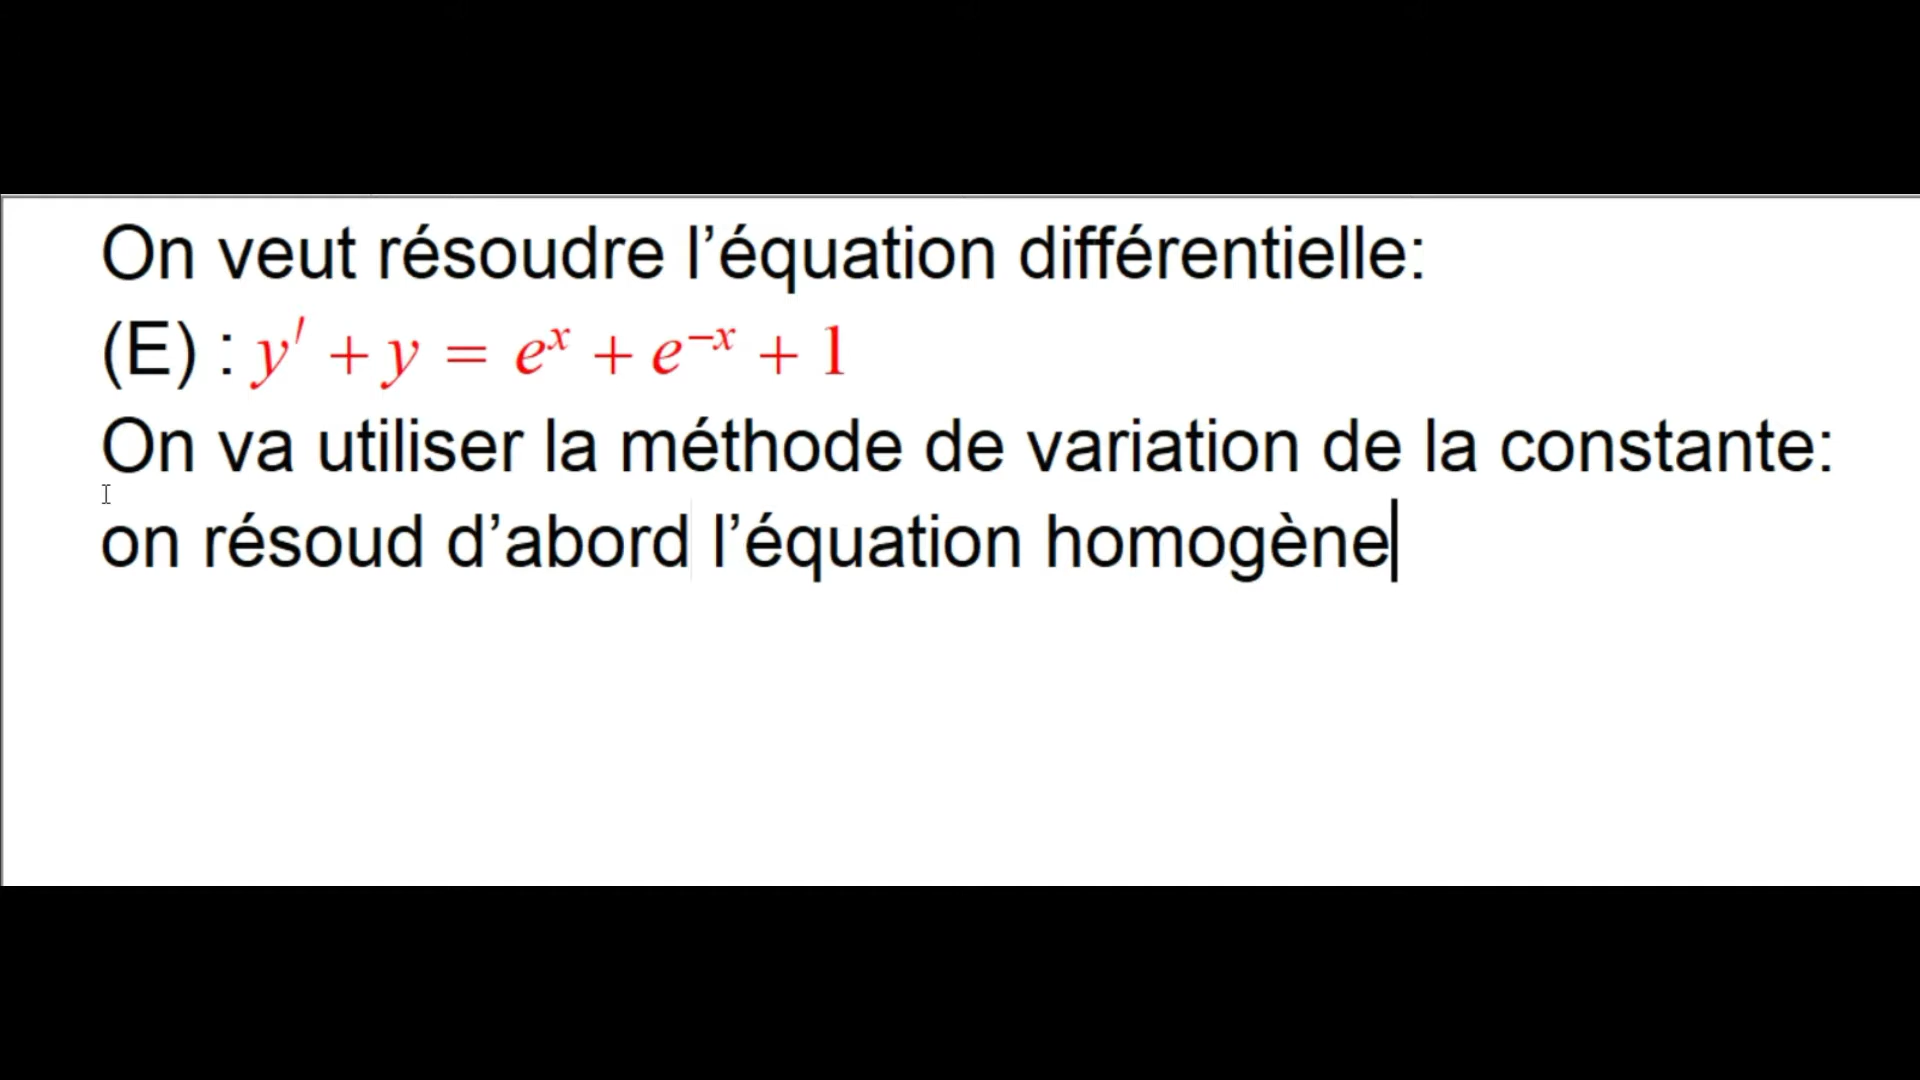 On veut résoudre l’équation différentielle:
(E) : y′ + y = eˣ + e⁻ˣ + 1
On va utiliser la méthode de variation de la constante:
on résoud d’abord l’équation homogène